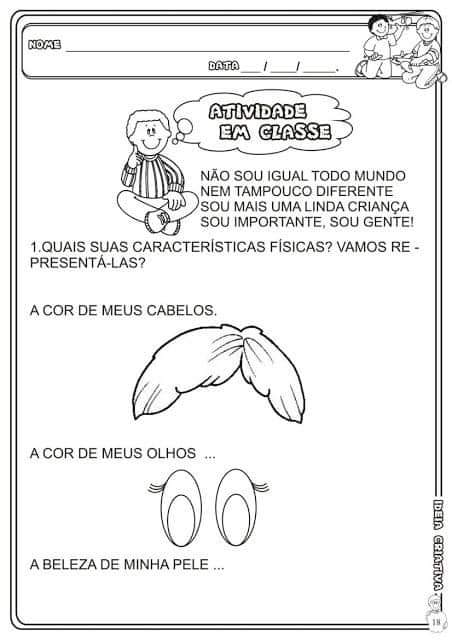 NOME
DATA ___/ ___/ ____.
ATIVIDADE
EM CLASSE
NÃO SOU IGUAL TODO MUNDO
NEM TAMPOUCO DIFERENTE
SOU MAIS UMA LINDA CRIANÇA
SOU IMPORTANTE, SOU GENTE!
1.QUAIS SUAS CARACTERÍSTICAS FÍSICAS? VAMOS RE -
PRESENTÁ-LAS?
A COR DE MEUS CABELOS.
A COR DE MEUS OLHOS ...
A BELEZA DE MINHA PELE ...
IDEIA CRIATIVA
18